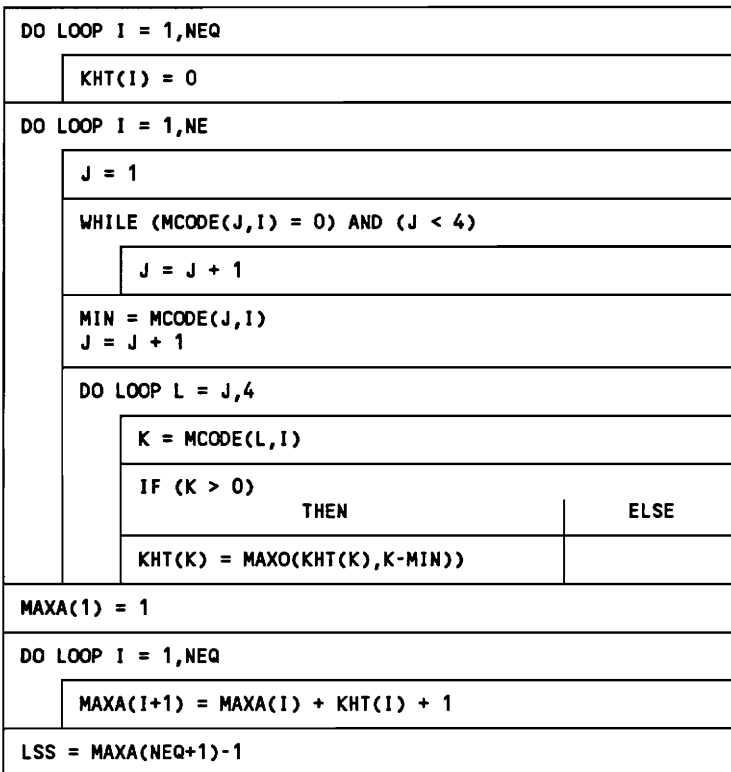 DO LOOP I = 1,NEQ
KHT(I) = 0
DO LOOP I = 1,NE
J = 1
WHILE (MCODE(J,I) = 0) AND (J < 4)
J = J + 1
MIN = MCODE(J,I)
J = J + 1
DO LOOP L = J,4
K = MCODE(L,I)
IF (K > 0)
THEN ELSE
KHT(K) = MAXO(KHT(K),K-MIN))
MAXA(1) = 1
DO LOOP I = 1,NEQ
MAXA(I+1) = MAXA(I) + KHT(I) + 1
LSS = MAXA(NEQ+1)-1